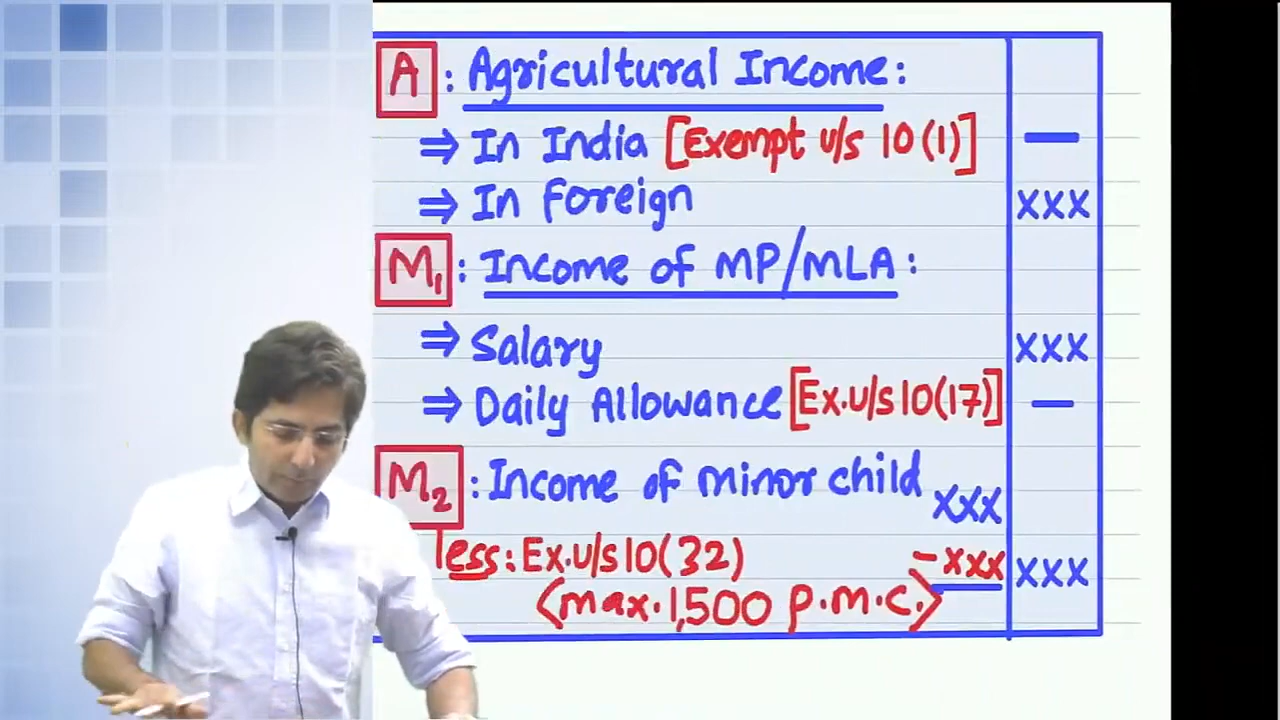 A : Agricultural Income:
⇒ In India [Exempt u/s 10(1)] —
⇒ In Foreign XXX
M₁ : Income of MP/MLA:
⇒ Salary XXX
⇒ Daily Allowance [Ex.u/s 10(17)] —
M₂ : Income of minor child XXX
less: Ex.u/s 10(32) -XXX XXX
<max. 1,500 P.m.c.>